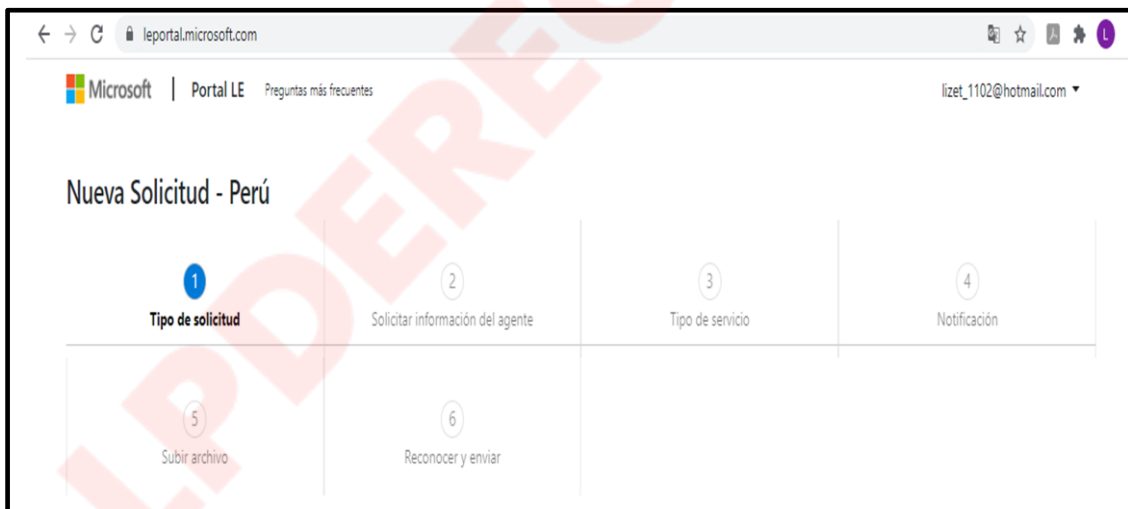 leportal.microsoft.com
L
Microsoft | Portal LE Preguntas más frecuentes lizet_1102@hotmail.com
Nueva Solicitud - Perú
1 2 3 4
Tipo de solicitud Solicitar información del agente Tipo de servicio Notificación
5 6
Subir archivo Reconocer y enviar
LPDEREC